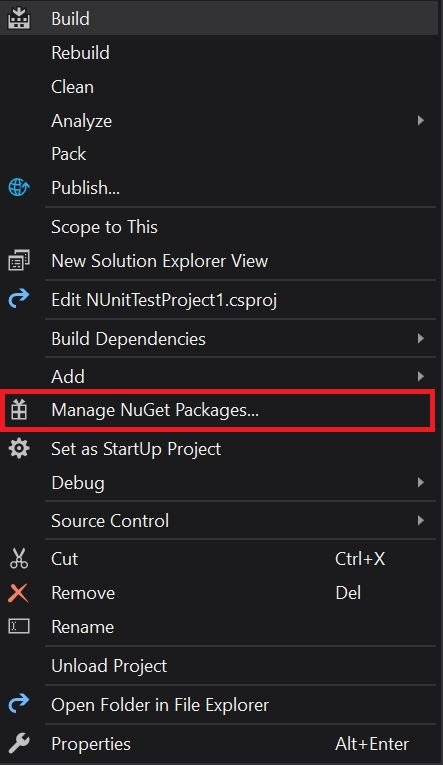 Build
Rebuild
Clean
Analyze
Pack
Publish...
Scope to This
New Solution Explorer View
Edit NUnitTestProject1.csproj
Build Dependencies
Add
Manage NuGet Packages...
Set as StartUp Project
Debug
Source Control
Cut Ctrl+X
Remove Del
Rename
Unload Project
Open Folder in File Explorer
Properties Alt+Enter